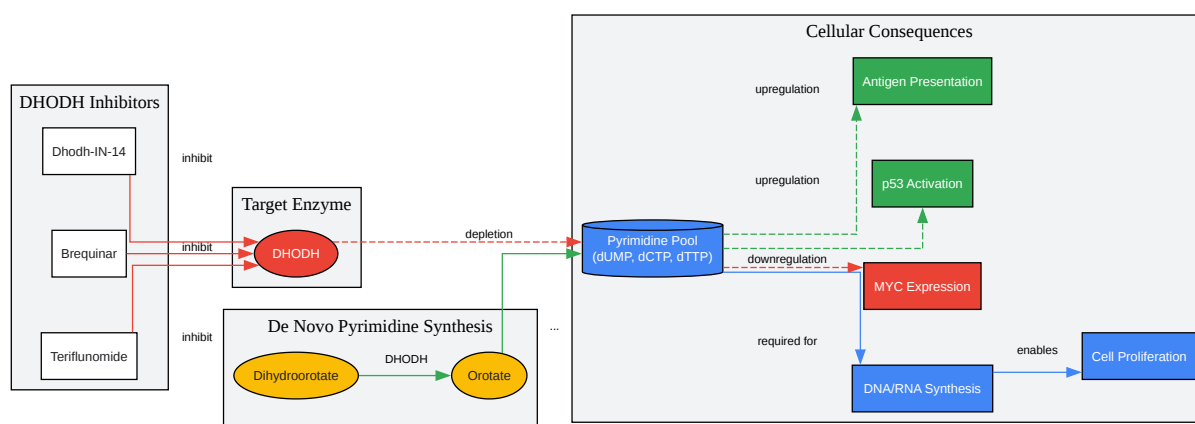 Cellular Consequences
Antigen Presentation
upregulation
DHODH Inhibitors
Dhodh-IN-14
inhibit
p53 Activation
upregulation
Target Enzyme
Brequinar
inhibit
DHODH
depletion
Pyrimidine Pool
(dUMP, dCTP, dTTP)
downregulation
MYC Expression
Teriflunomide
inhibit
De Novo Pyrimidine Synthesis
...
Dihydroorotate
DHODH
Orotate
required for
DNA/RNA Synthesis
enables
Cell Proliferation